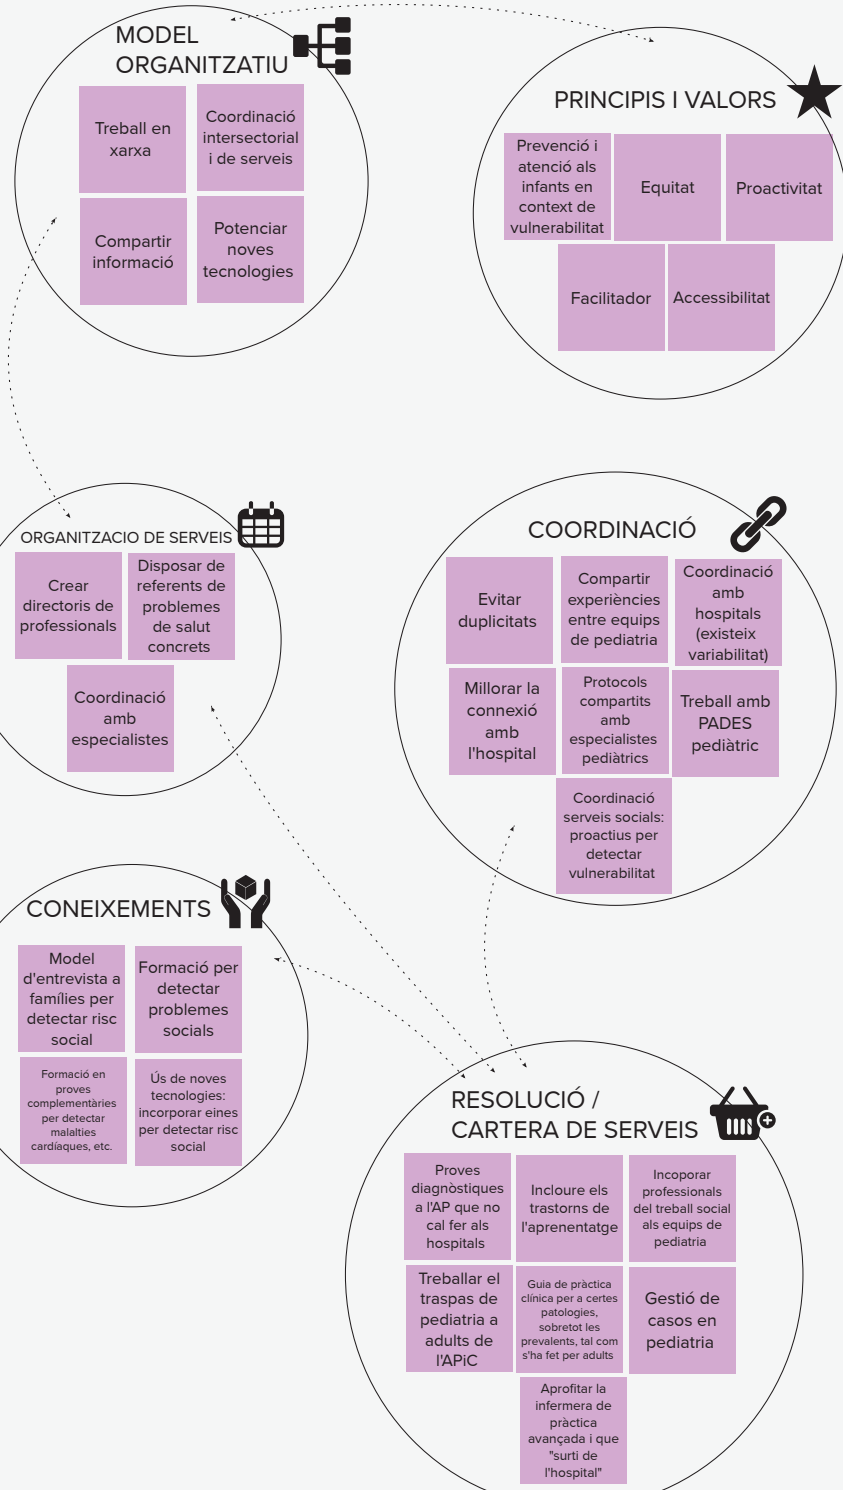 MODEL
ORGANITZATIU
Treball en
xarxa
Coordinació
intersectorial
i de serveis
Compartir
informació
Potenciar
noves
tecnologies
PRINCIPIS I VALORS
Prevenció i
atenció als
infants en
context de
vulnerabilitat
Equitat
Proactivitat
Facilitador
Accessibilitat
ORGANITZACIO DE SERVEIS
Crear
directoris de
professionals
Disposar de
referents de
problemes
de salut
concrets
Coordinació
amb
especialistes
COORDINACIÓ
Evitar
duplicitats
Compartir
experiències
entre equips
de pediatria
Coordinació
amb
hospitals
(existeix
variabilitat)
Millorar la
connexió
amb
l'hospital
Protocols
compartits
amb
especialistes
pediàtrics
Treball amb
PADES
pediàtric
Coordinació
serveis socials:
proactius per
detectar
vulnerabilitat
CONEIXEMENTS
Model
d'entrevista a
famílies per
detectar risc
social
Formació per
detectar
problemes
socials
Formació en
proves
complementàries
per detectar
malalties
cardíaques, etc.
Ús de noves
tecnologies:
incorporar eines
per detectar risc
social
RESOLUCIÓ /
CARTERA DE SERVEIS
Proves
diagnòstiques
a l'AP que no
cal fer als
hospitals
Incloure els
trastorns de
l'aprenentatge
Incoporar
professionals
del treball social
als equips de
pediatria
Treballar el
traspas de
pediatria a
adults de
l'APiC
Guia de pràctica
clínica per a certes
patologies,
sobretot les
prevalents, tal com
s'ha fet per adults
Gestió de
casos en
pediatria
Aprofitar la
infermera de
pràctica
avançada i que
"surti de
l'hospital"